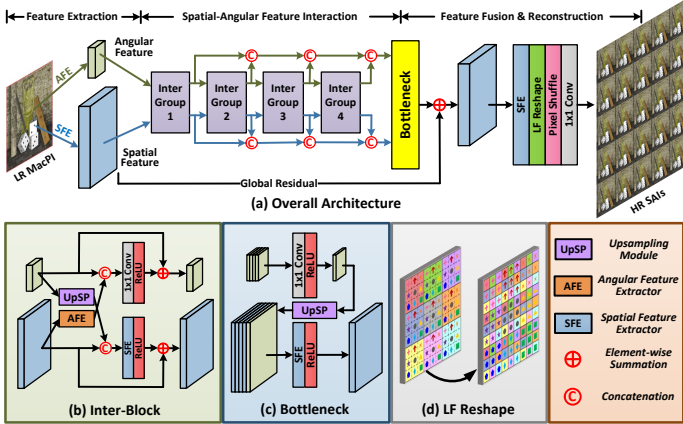 Feature Extraction
Spatial-Angular Feature Interaction
Feature Fusion & Reconstruction
Angular
Feature
AFE
SFE
LR MacPI
Spatial
Feature
Inter
Group
1
Inter
Group
2
Inter
Group
3
Inter
Group
4
C
C
C
C
C
C
Bottleneck
Global Residual
SFE
LF Reshape
Pixel Shuffle
1x1 Conv
HR SAIs
(a) Overall Architecture
C
1x1 Conv
ReLU
UpSP
AFE
C
SFE
ReLU
(b) Inter-Block
1x1 Conv
ReLU
UpSP
SFE
ReLU
(c) Bottleneck
(d) LF Reshape
UpSP
Upsampling
Module
AFE
Angular Feature
Extractor
SFE
Spatial Feature
Extractor
Element-wise
Summation
C
Concatenation